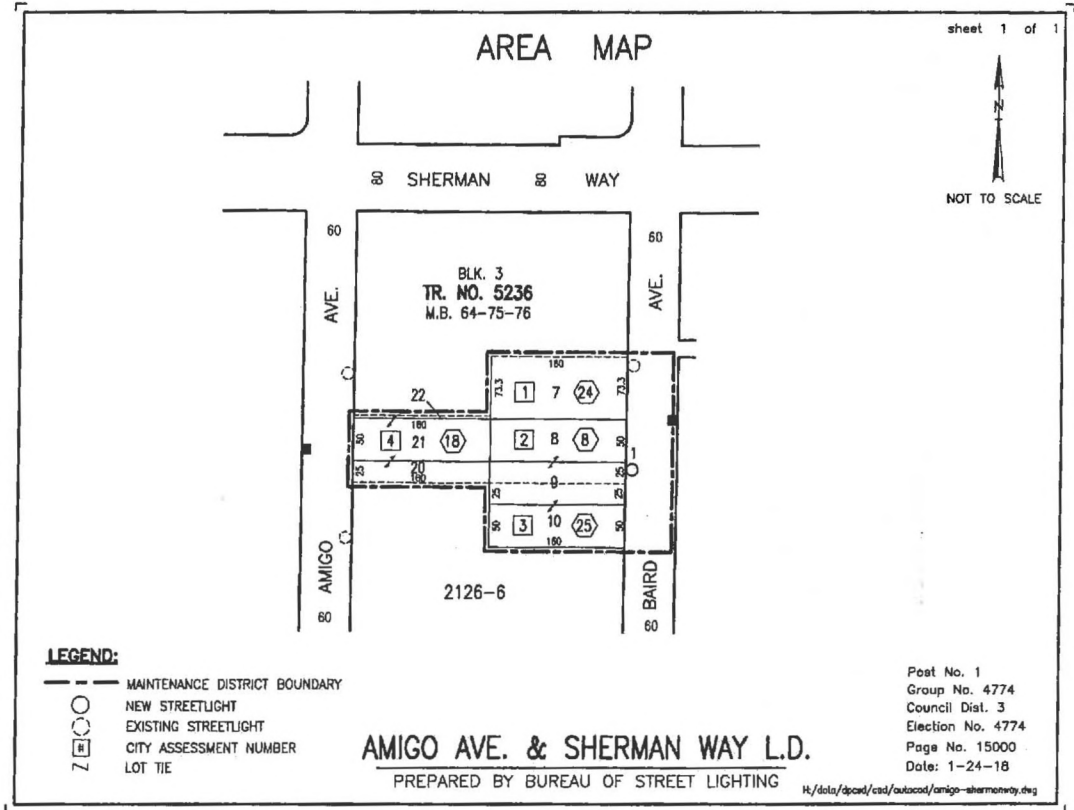 sheet 1 of 1
AREA MAP
N
NOT TO SCALE
80 SHERMAN 80 WAY
60
60
AVE.
AVE.
BLK. 3
TR. NO. 5236
M.B. 64-75-76
160
73.3 1 7 24 73.3
22
160
50 4 21 18
2 8 8 50
1
25 20
160
25
9
25 25
50 3 10 25 50
160
AMIGO
BAIRD
2126-6
60
60
LEGEND:
MAINTENANCE DISTRICT BOUNDARY
NEW STREETLIGHT
EXISTING STREETLIGHT
# CITY ASSESSMENT NUMBER
LOT TIE
Post No. 1
Group No. 4774
Council Dist. 3
Election No. 4774
Page No. 15000
Date: 1-24-18
AMIGO AVE. & SHERMAN WAY L.D.
PREPARED BY BUREAU OF STREET LIGHTING
H:/data/dpcad/cad/autocad/amigo-shermanway.dwg